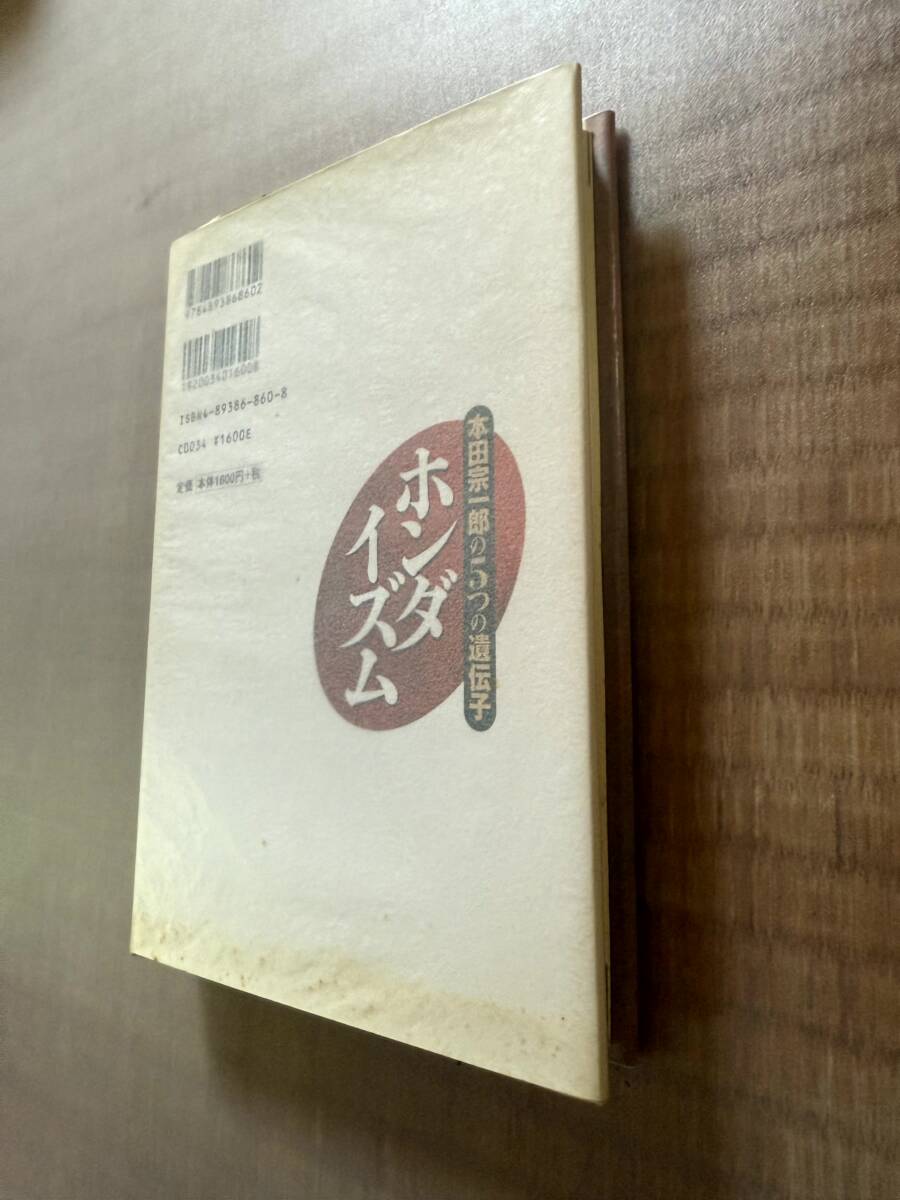 9784893868602
1920034016008
ISBN4-89386-860-8
C0034 ¥1600E
定価 本体1600円+税
本田宗一郎の5つの遺伝子
ホンダ
イズム